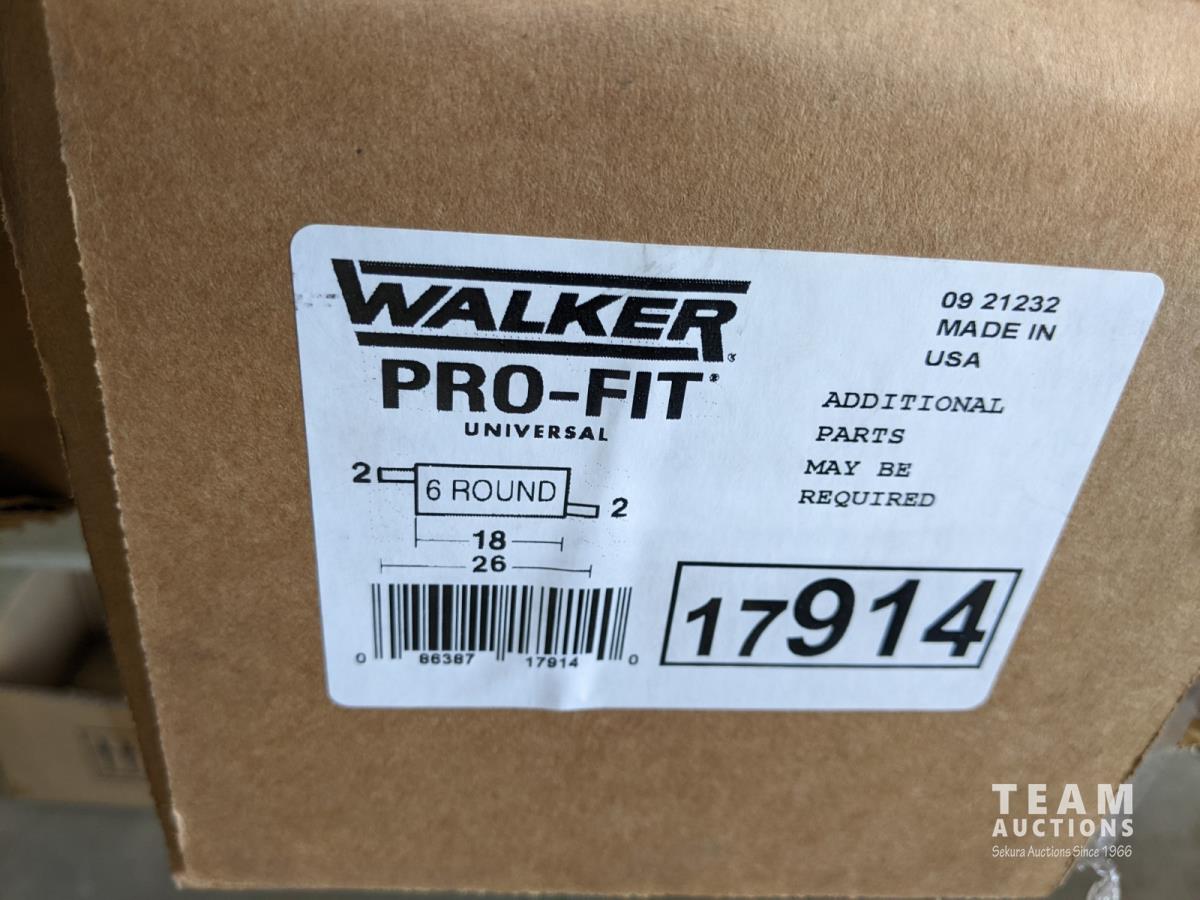 WALKER®
PRO-FIT®
UNIVERSAL
2
6 ROUND
2
18
26
0 86387 17914 0
09 21232
MADE IN
USA
ADDITIONAL
PARTS
MAY BE
REQUIRED
17914
TEAM
AUCTIONS
Sekura Auctions Since 1966